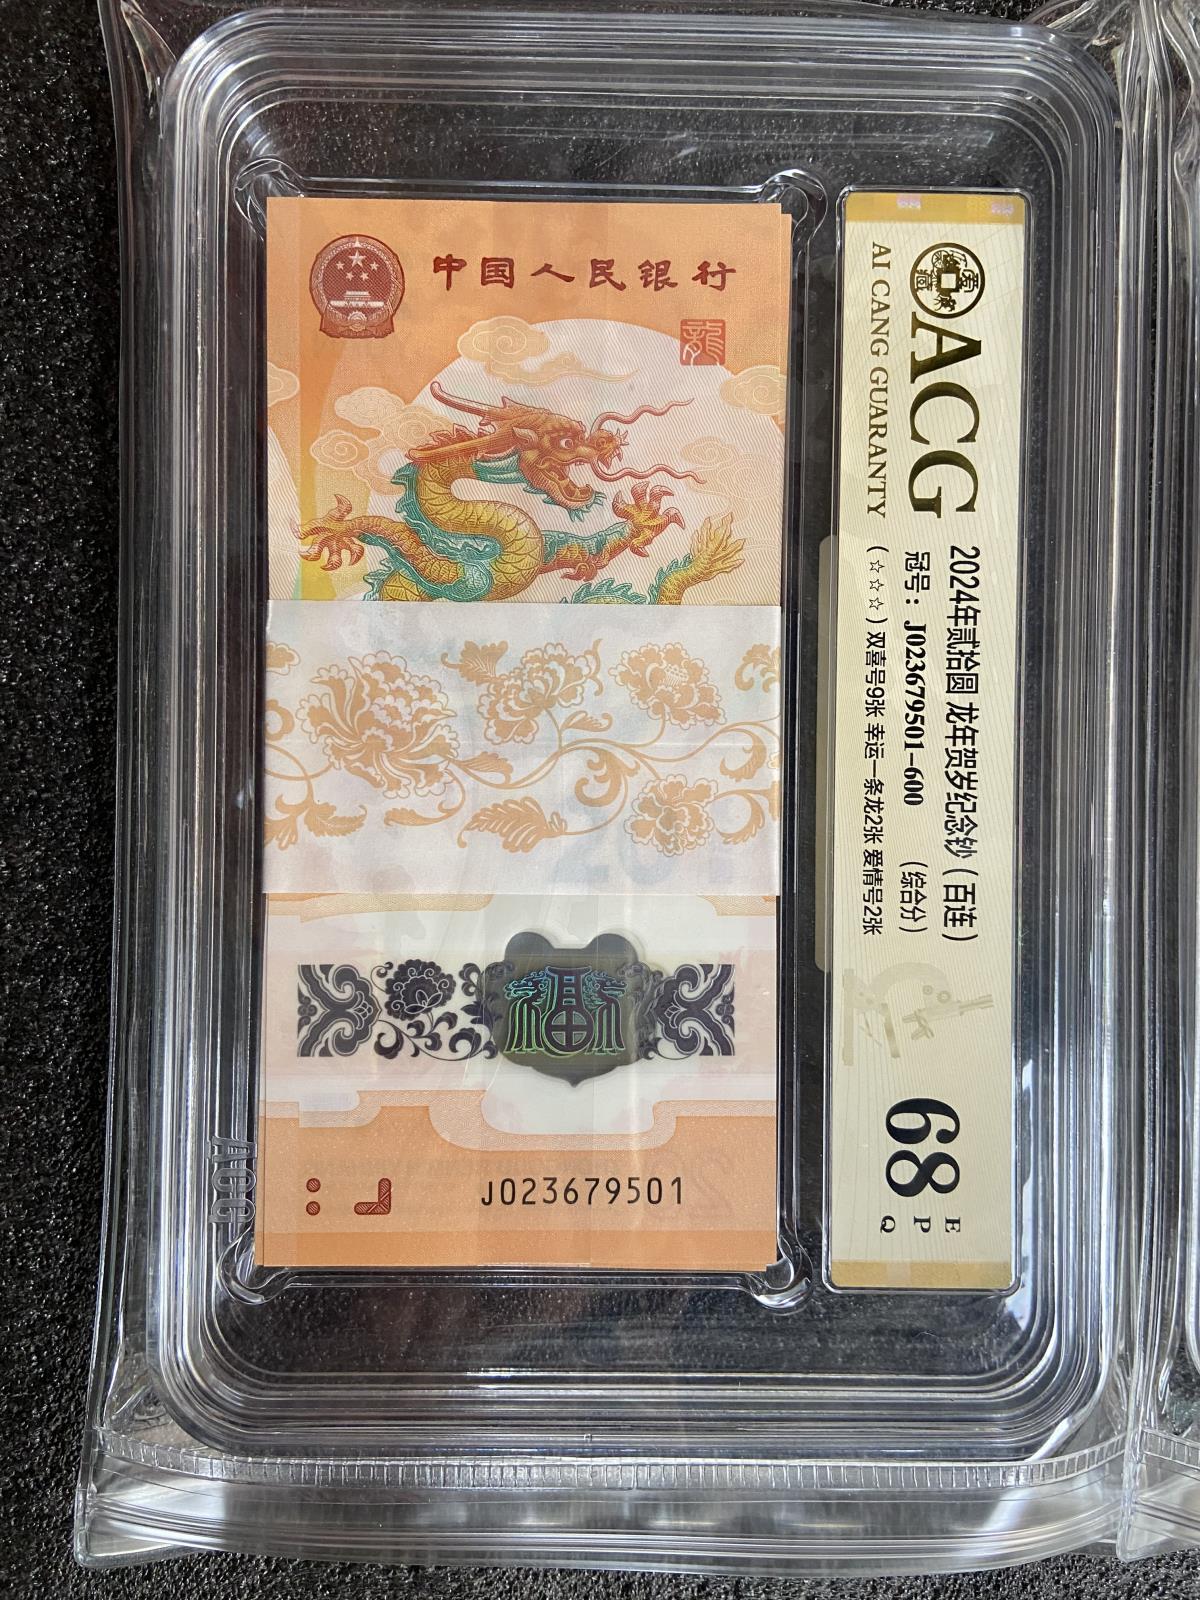 中国人民银行
龍
J023679501
ACG
AI CANG GUARANTY
2024年贰拾圆 龙年贺岁纪念钞（百连）
冠号：J023679501-600 （综合分）
（☆☆☆）双喜号9张 幸运一条龙2张 爱情号2张
68
E
P
Q
ACG